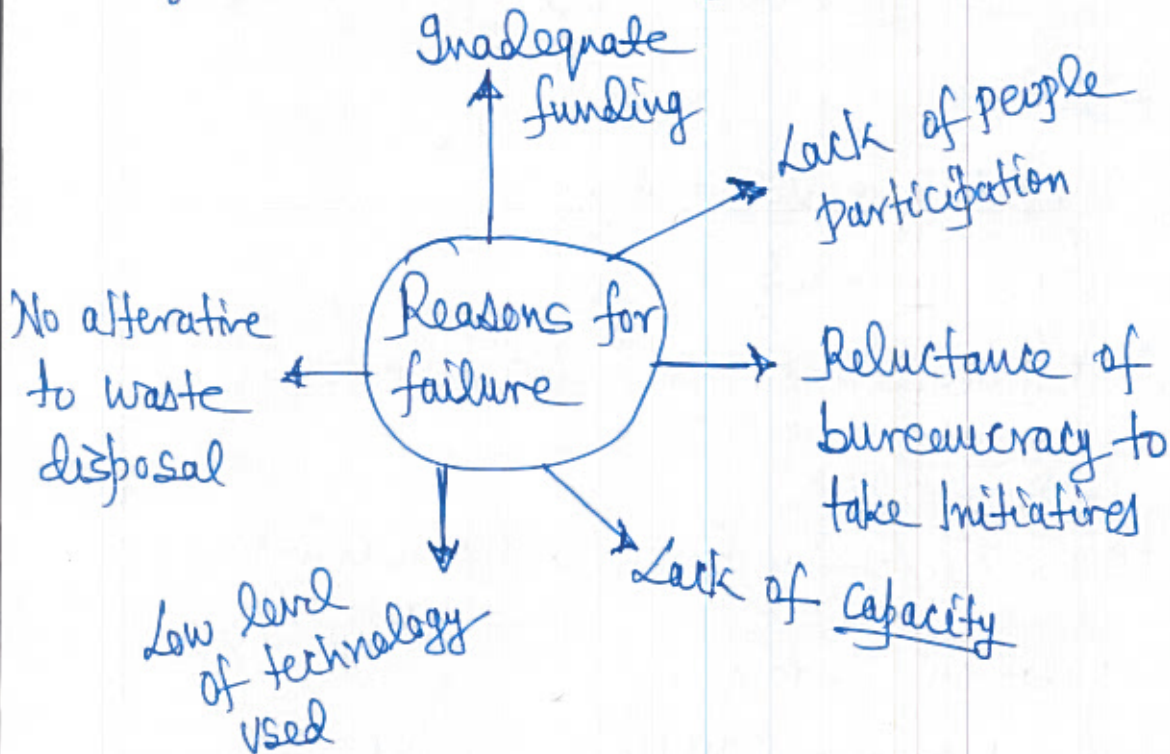 Inadequate
funding
Lack of people
participation
Reasons for
failure
Reluctance of
bureaucracy to
take Initiatives
Lack of Capacity
Low level
of technology
used
No alterative
to waste
disposal